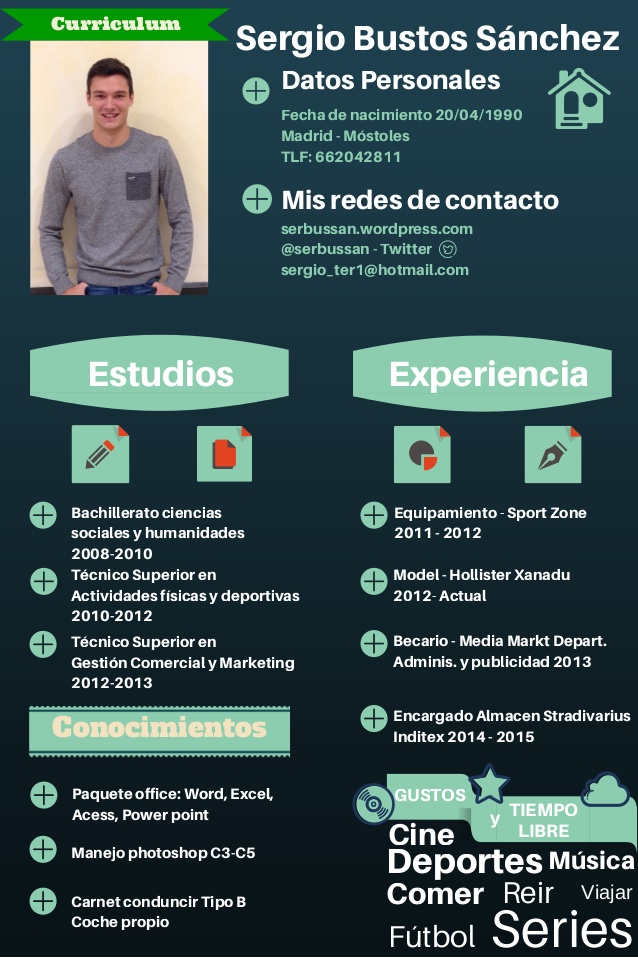 Curriculum
Sergio Bustos Sánchez
Datos Personales
Fecha de nacimiento 20/04/1990
Madrid - Móstoles
TLF: 662042811
Mis redes de contacto
serbussan.wordpress.com
@serbussan - Twitter
sergio_ter1@hotmail.com
Estudios
Bachillerato ciencias
sociales y humanidades
2008-2010
Técnico Superior en
Actividades físicas y deportivas
2010-2012
Técnico Superior en
Gestión Comercial y Marketing
2012-2013
Conocimientos
Paquete office: Word, Excel,
Acess, Power point
Manejo photoshop C3-C5
Carnet conduncir Tipo B
Coche propio
Experiencia
Equipamiento - Sport Zone
2011 - 2012
Model - Hollister Xanadu
2012- Actual
Becario - Media Markt Depart.
Adminis. y publicidad 2013
Encargado Almacen Stradivarius
Inditex 2014 - 2015
GUSTOS
y
TIEMPO
LIBRE
Cine
Deportes Música
Comer Reir Viajar
Fútbol Series